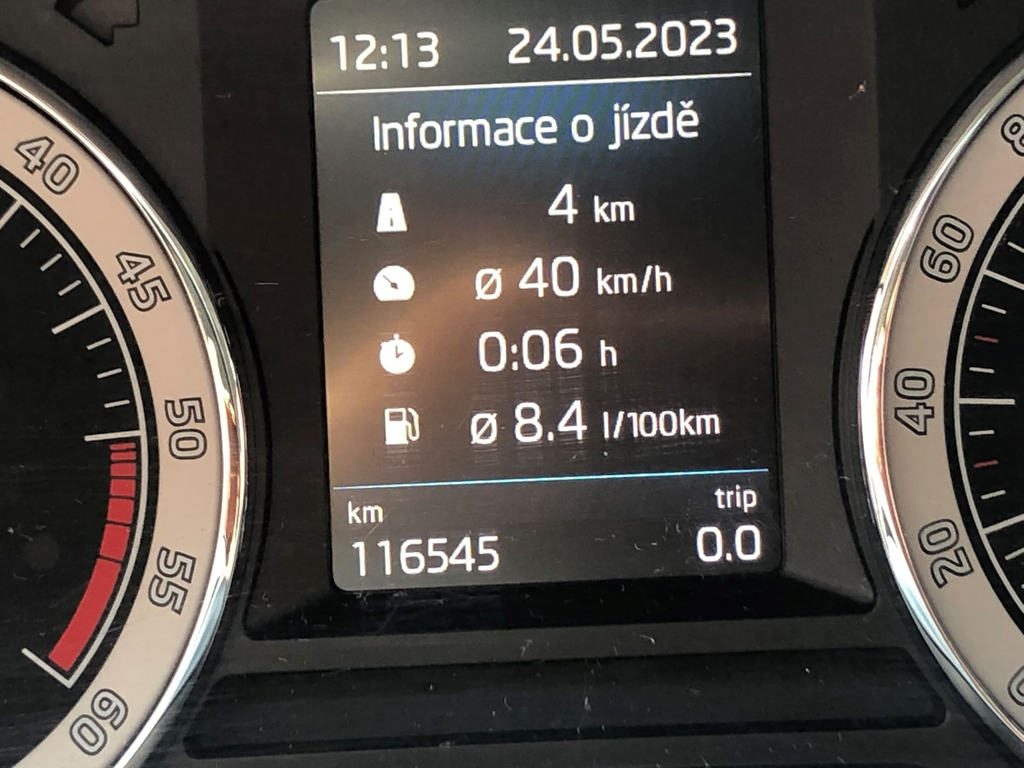 12:13 24.05.2023
Informace o jízdě
4 km
ø 40 km/h
0:06 h
ø 8.4 l/100km
km trip
116545 0.0
40
45
50
55
60
60
40
20